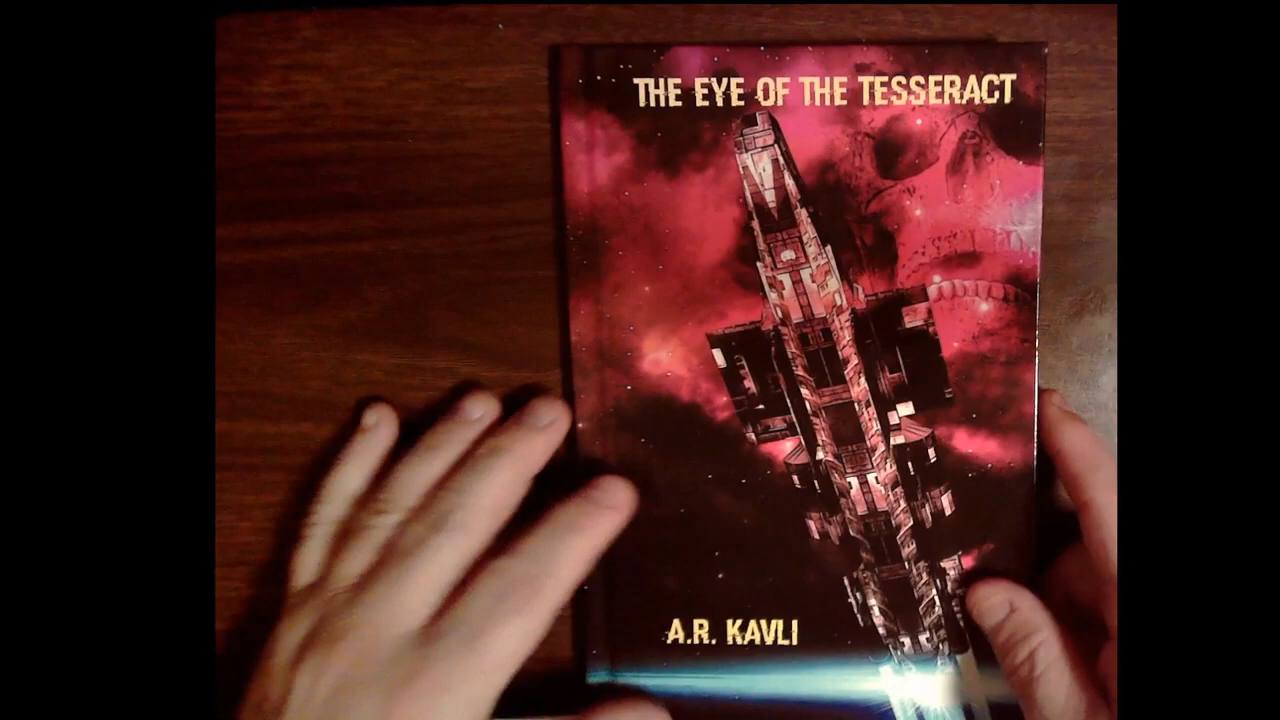 THE EYE OF THE TESSERACT
A.R. KAVLI